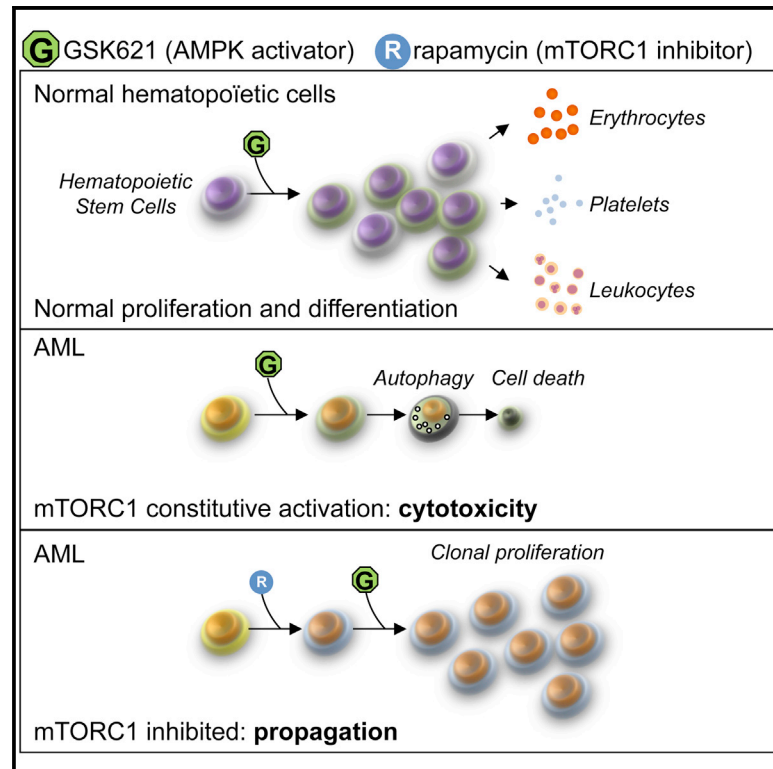 G GSK621 (AMPK activator) R rapamycin (mTORC1 inhibitor)
Normal hematopoïetic cells
G
Hematopoietic
Stem Cells
Erythrocytes
Platelets
Leukocytes
Normal proliferation and differentiation
AML
G
Autophagy Cell death
mTORC1 constitutive activation: cytotoxicity
AML
Clonal proliferation
R G
mTORC1 inhibited: propagation